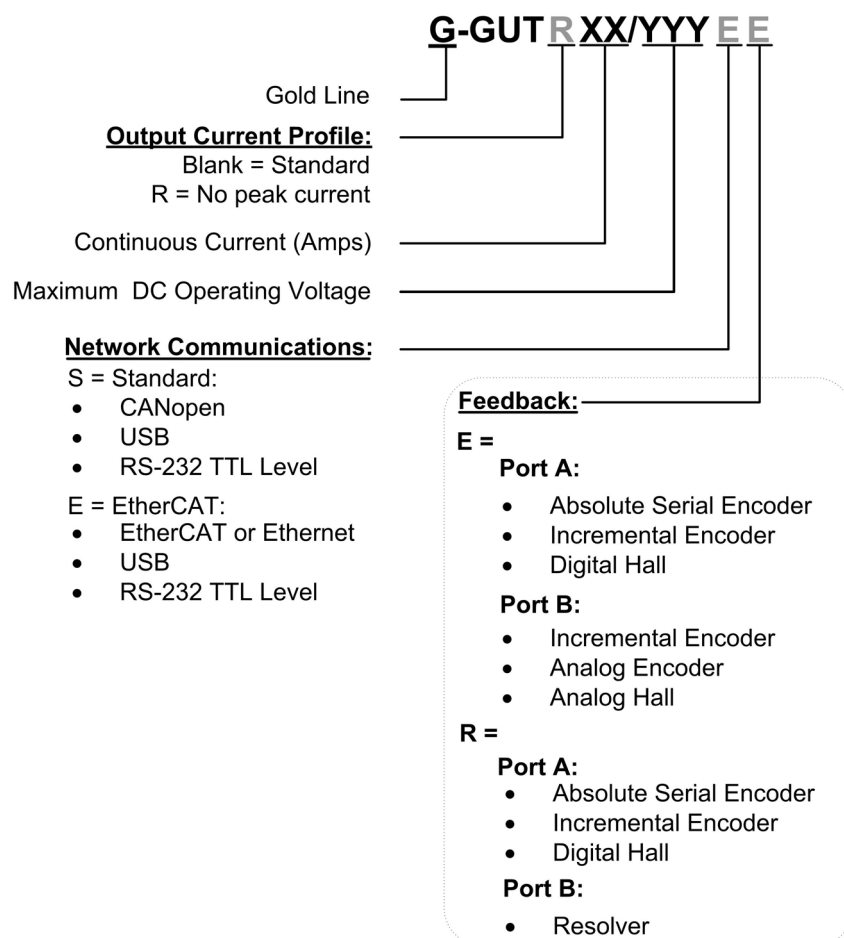 G-GUTRXX/YYYEE
Gold Line
Output Current Profile:
Blank = Standard
R = No peak current
Continuous Current (Amps)
Maximum DC Operating Voltage
Network Communications:
S = Standard:
• CANopen
• USB
• RS-232 TTL Level
E = EtherCAT:
• EtherCAT or Ethernet
• USB
• RS-232 TTL Level
Feedback:
E =
Port A:
• Absolute Serial Encoder
• Incremental Encoder
• Digital Hall
Port B:
• Incremental Encoder
• Analog Encoder
• Analog Hall
R =
Port A:
• Absolute Serial Encoder
• Incremental Encoder
• Digital Hall
Port B:
• Resolver